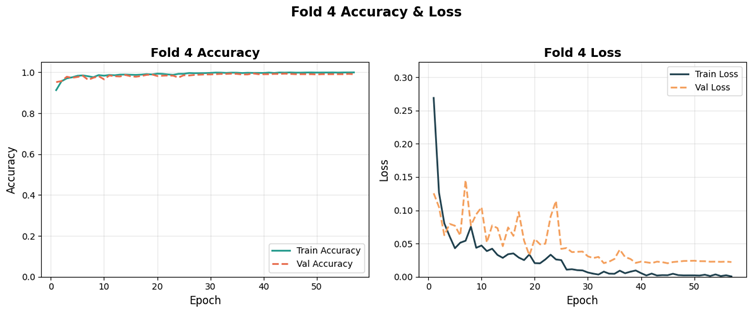 Fold 4 Accuracy & Loss
Fold 4 Accuracy
1.0
0.8
0.6
0.4
0.2
0.0
Accuracy
0
10
20
30
40
50
Epoch
Train Accuracy
Val Accuracy
Fold 4 Loss
0.30
0.25
0.20
0.15
0.10
0.05
0.00
Loss
0
10
20
30
40
50
Epoch
Train Loss
Val Loss